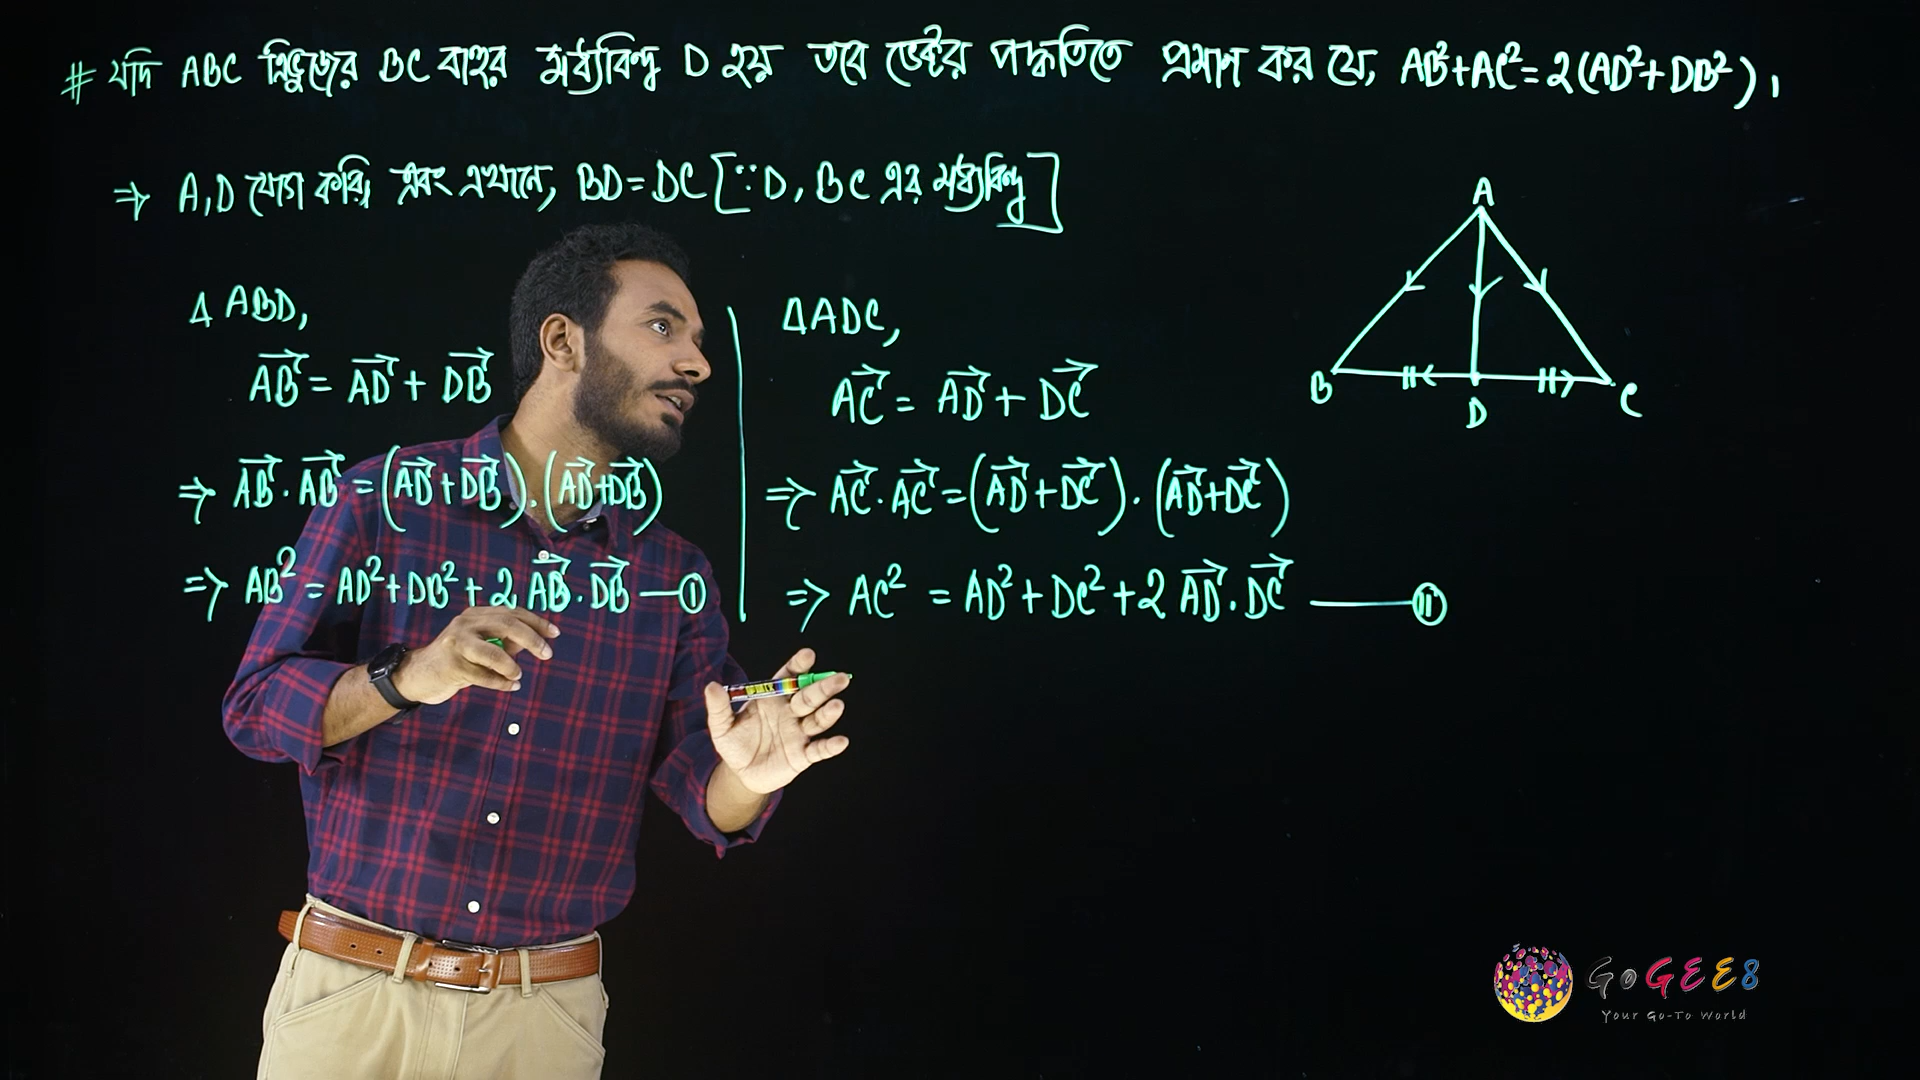 # যদি ABC ত্রিভুজের BC বাহুর মধ্যবিন্দু D হয় তবে ভেক্টর পদ্ধতিতে প্রমাণ কর যে, AB²+AC²=2(AD²+DB²)।
⇒ A,D যোগ করি এবং এখানে, BD=DC [∵D, BC এর মধ্যবিন্দু]
Δ ABD,
AB⃗ = AD⃗ + DB⃗
⇒ AB⃗ . AB⃗ = (AD⃗+DB⃗).(AD⃗+DB⃗)
⇒ AB² = AD²+DB²+2 AB⃗ . DB⃗ — ①
ΔADC,
AC⃗ = AD⃗ + DC⃗
⇒ AC⃗ . AC⃗ = (AD⃗+DC⃗) . (AD⃗+DC⃗)
⇒ AC² = AD²+DC²+2 AD⃗ . DC⃗ — ⑪
A
B
D
C
GoGEE8
Your Go-To World